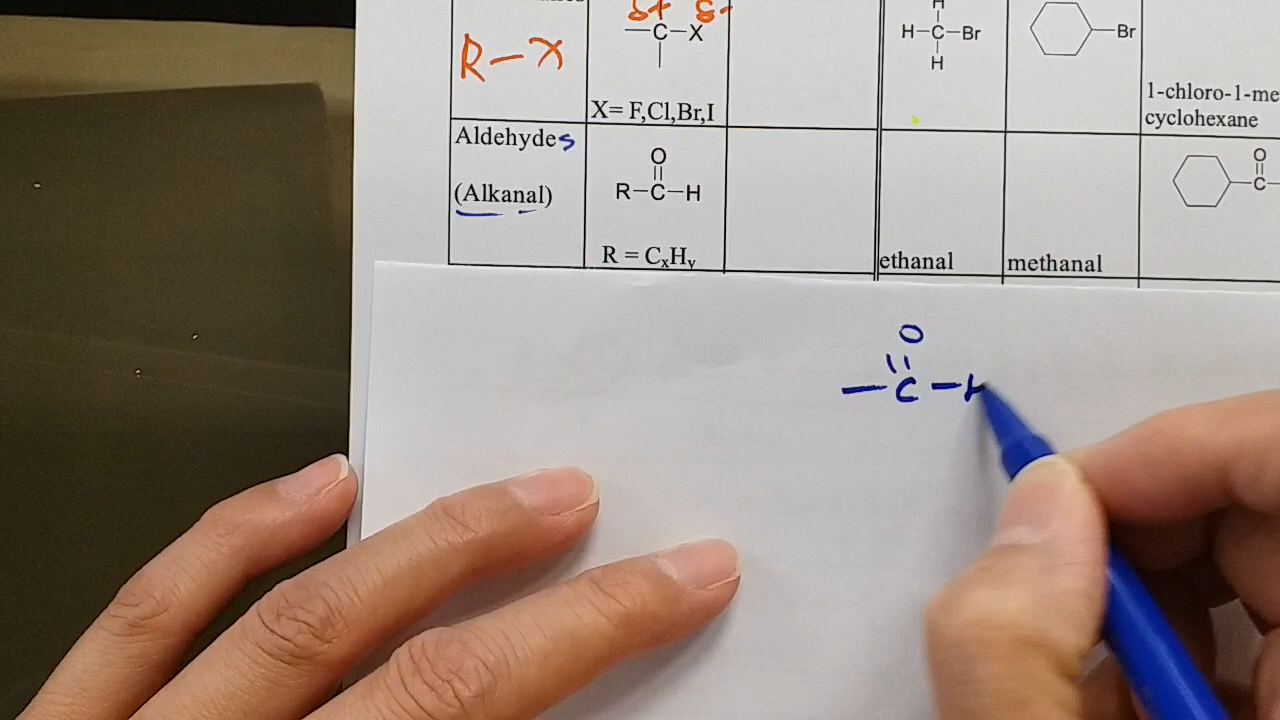 δ+ δ-
—C—X
R—X
X= F,Cl,Br,I
H
H—C—Br
H
Br
1-chloro-1-me
cyclohexane
Aldehydes
(Alkanal)
O
R—C—H
R = CxHy
ethanal
methanal
O
C—
O
—C—H